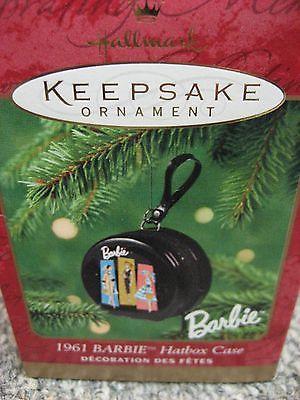 Hallmark
KEEPSAKE
ORNAMENT
Barbie
Barbie
1961 BARBIE™ Hatbox Case
DÉCORATION DES FÊTES